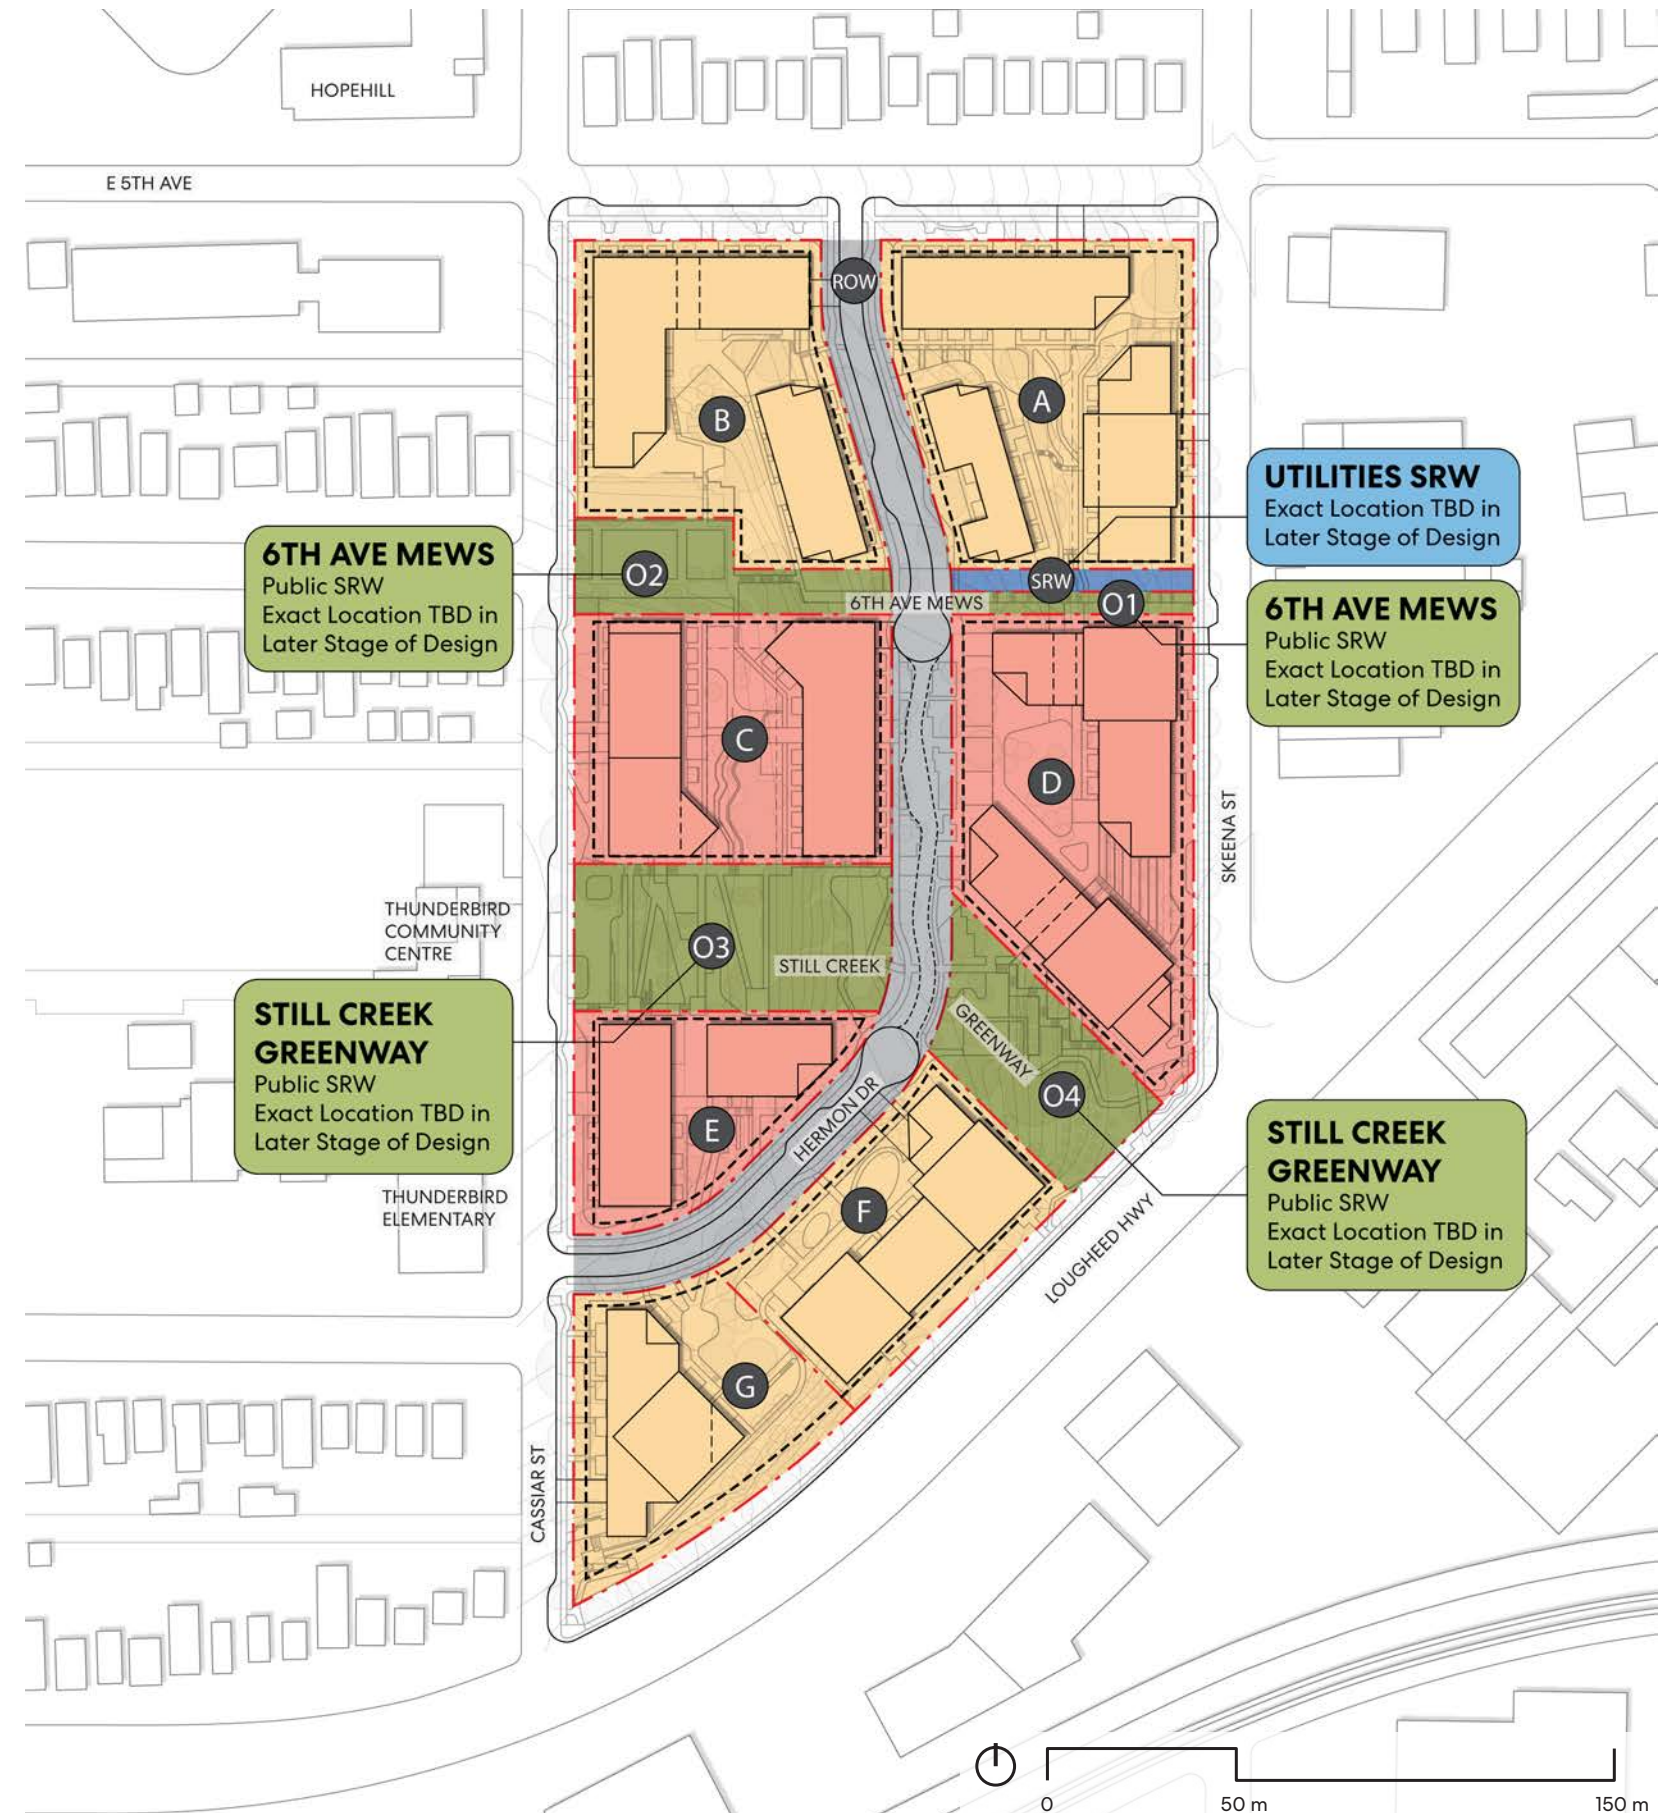 HOPEHILL
E 5TH AVE
ROW
A
B
UTILITIES SRW
Exact Location TBD in
Later Stage of Design
6TH AVE MEWS
Public SRW
Exact Location TBD in
Later Stage of Design
O2
SRW
O1
6TH AVE MEWS
6TH AVE MEWS
Public SRW
Exact Location TBD in
Later Stage of Design
C
D
SKEENA ST
THUNDERBIRD
COMMUNITY
CENTRE
O3
STILL CREEK
GREENWAY
STILL CREEK
GREENWAY
Public SRW
Exact Location TBD in
Later Stage of Design
O4
HERMON DR
E
STILL CREEK
GREENWAY
Public SRW
Exact Location TBD in
Later Stage of Design
THUNDERBIRD
ELEMENTARY
F
LOUGHEED HWY
G
CASSIAR ST
0
50 m
150 m